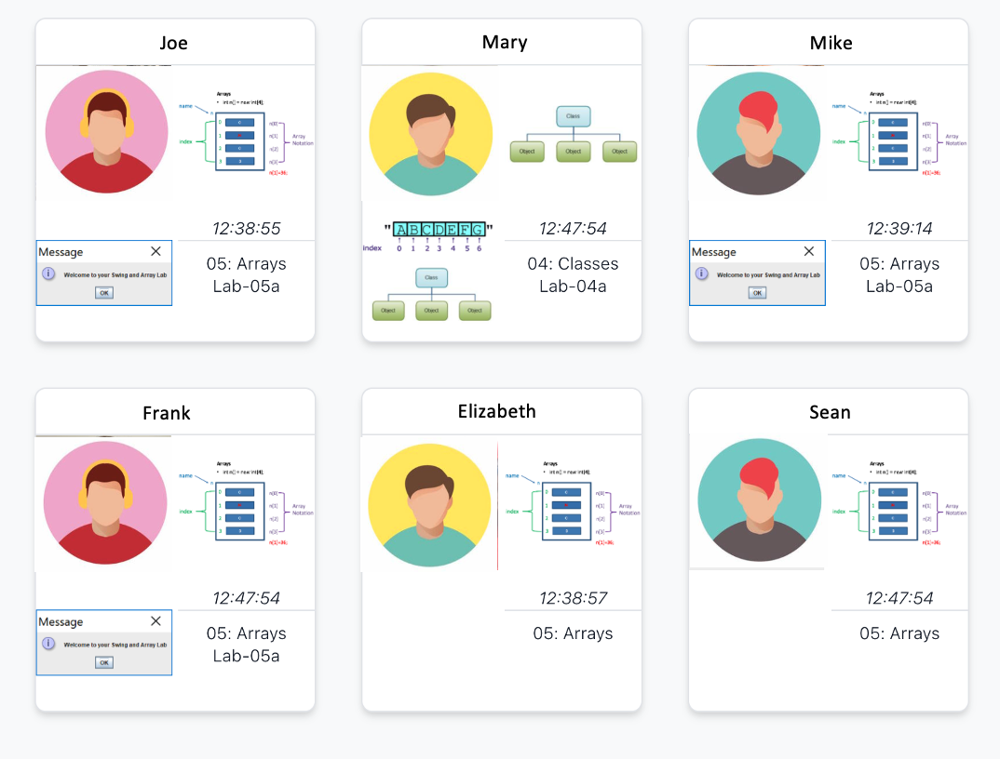 Joe
Arrays
• int n[] = new int[4];
name
n
0
1
2
3
index
n[0]
n[1]
n[2]
n[3]
Array
Notation
n[1]=36;
12:38:55
Message
Welcome to your Swing and Array Lab
OK
05: Arrays
Lab-05a
Mary
Class
Object Object Object
"ABCDEFG"
index 0 1 2 3 4 5 6
Class
Object Object Object
12:47:54
04: Classes
Lab-04a
Mike
Arrays
• int n[] = new int[4];
name
n
0
1
2
3
index
n[0]
n[1]
n[2]
n[3]
Array
Notation
n[1]=36;
12:39:14
Message
Welcome to your Swing and Array Lab
OK
05: Arrays
Lab-05a
Frank
Arrays
• int n[] = new int[4];
name
n
0
1
2
3
index
n[0]
n[1]
n[2]
n[3]
Array
Notation
n[1]=36;
12:47:54
Message
Welcome to your Swing and Array Lab
OK
05: Arrays
Lab-05a
Elizabeth
Arrays
• int n[] = new int[4];
name
n
0
1
2
3
index
n[0]
n[1]
n[2]
n[3]
Array
Notation
n[1]=36;
12:38:57
05: Arrays
Sean
Arrays
• int n[] = new int[4];
name
n
0
1
2
3
index
n[0]
n[1]
n[2]
n[3]
Array
Notation
n[1]=36;
12:47:54
05: Arrays